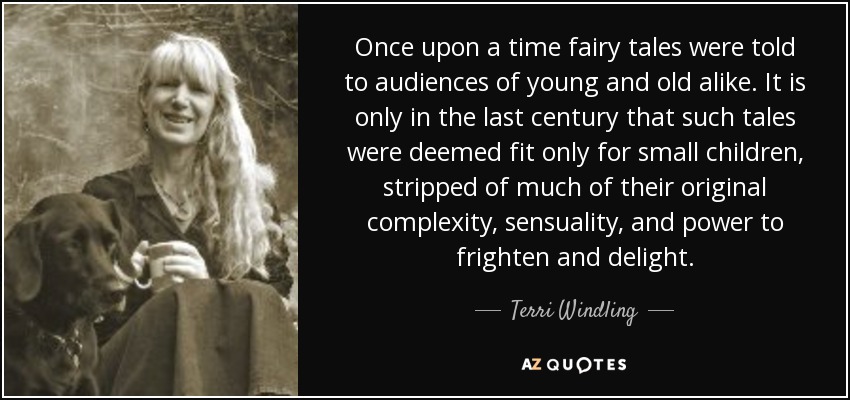 Once upon a time fairy tales were told
to audiences of young and old alike. It is
only in the last century that such tales
were deemed fit only for small children,
stripped of much of their original
complexity, sensuality, and power to
frighten and delight.
Terri Windling
AZ QUOTES